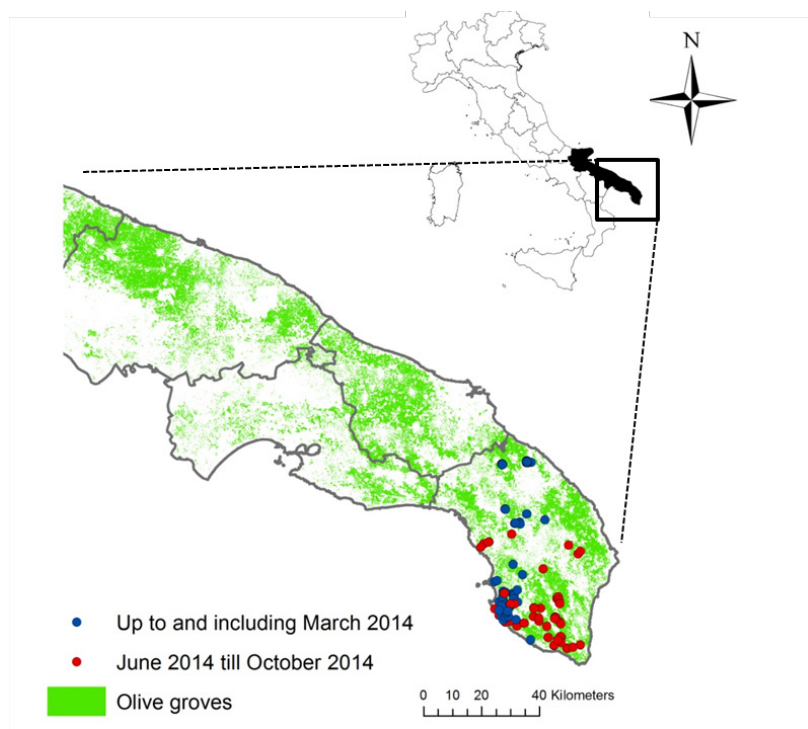 N
Up to and including March 2014
June 2014 till October 2014
Olive groves
0 10 20 40 Kilometers